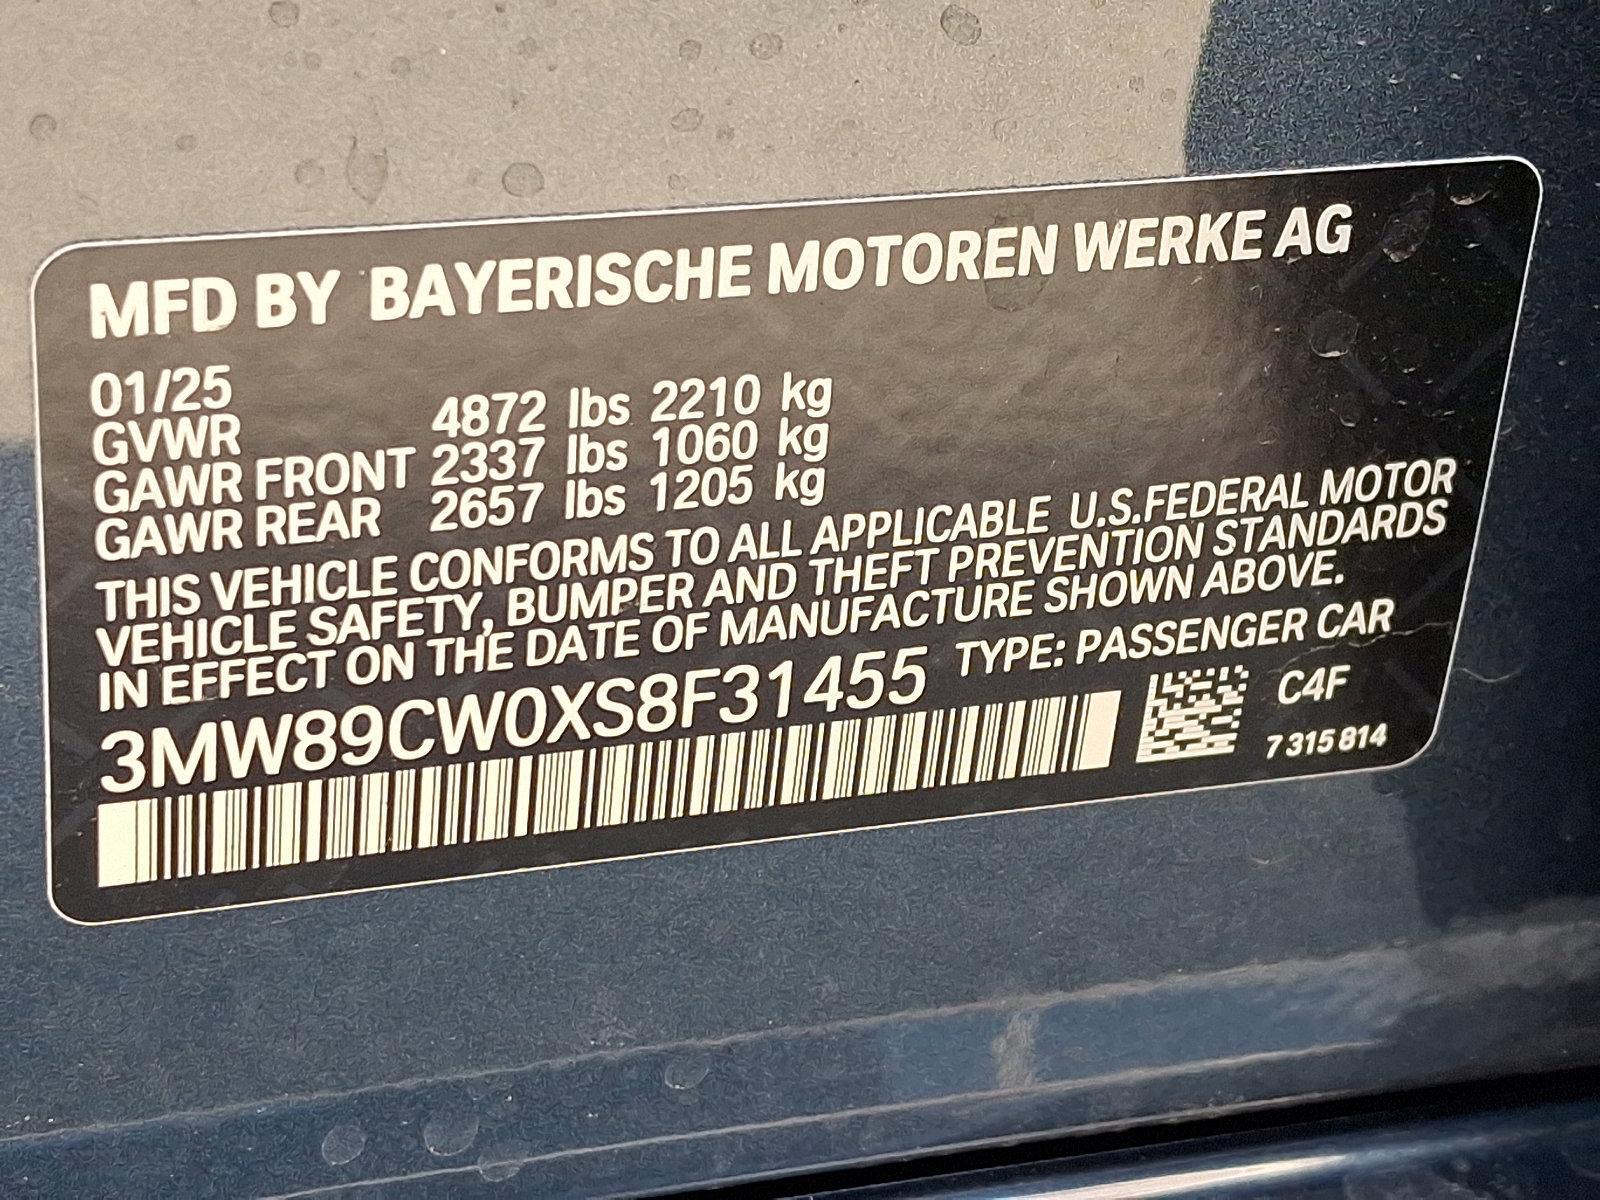 MFD BY BAYERISCHE MOTOREN WERKE AG
01/25
GVWR 4872 lbs 2210 kg
GAWR FRONT 2337 lbs 1060 kg
GAWR REAR 2657 lbs 1205 kg
THIS VEHICLE CONFORMS TO ALL APPLICABLE U.S.FEDERAL MOTOR
VEHICLE SAFETY, BUMPER AND THEFT PREVENTION STANDARDS
IN EFFECT ON THE DATE OF MANUFACTURE SHOWN ABOVE.
3MW89CW0XS8F31455 TYPE: PASSENGER CAR
C4F
7 315 814